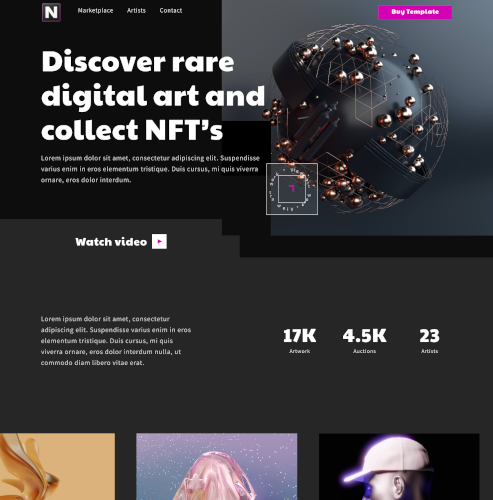 N
Marketplace Artists Contact
Buy Template
Discover rare
digital art and
collect NFT's
Lorem ipsum dolor sit amet, consectetur adipiscing elit. Suspendisse
varius enim in eros elementum tristique. Duis cursus, mi quis viverra
ornare, eros dolor interdum.
Watch video
Lorem ipsum dolor sit amet, consectetur
adipiscing elit. Suspendisse varius enim in eros
elementum tristique. Duis cursus, mi quis
viverra ornare, eros dolor interdum nulla, ut
commodo diam libero vitae erat.
17K 4.5K 23
Artwork Auctions Artists